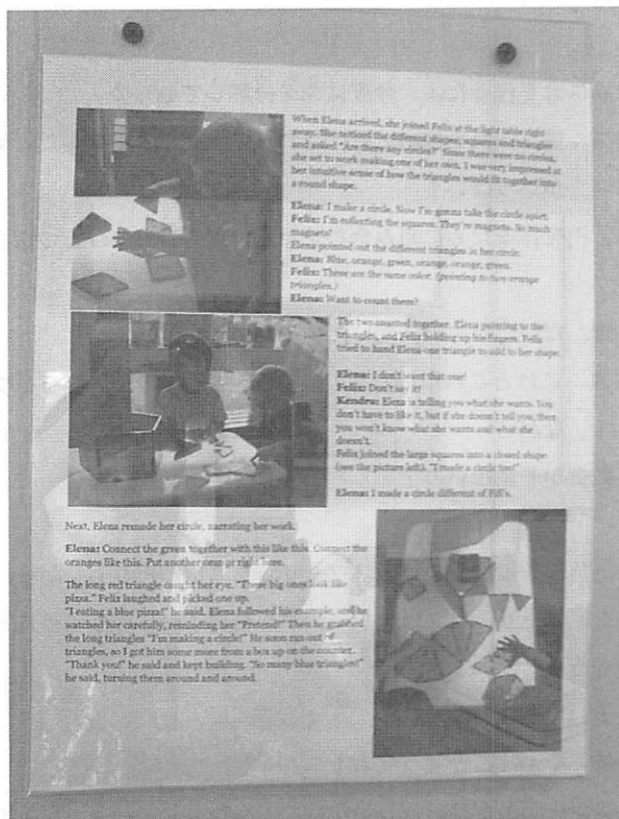 When Elena arrived, she joined Felix at the light table right
away. She noticed the different shapes; squares and triangles
and asked "Are there any circles?" Since there were no circles,
she set to work making one of her own. I was very impressed at
her intuitive sense of how the triangles would fit together into
a round shape.
Elena: I make a circle. Now I'm gonna take the circle apart.
Felix: I'm collecting the squares. They're magnets. So much
magnets!
Elena pointed out the different triangles in her circle.
Elena: Blue, orange, green, orange, orange, green.
Felix: These are the same color. (pointing to two orange
triangles.)
Elena: Want to count them?
The two counted together, Elena pointing to the
triangles, and Felix holding up his fingers. Felix
tried to hand Elena one triangle to add to her shape.
Elena: I don't want that one!
Felix: Don't say it!
Kendra: Elena is telling you what she wants. You
don't have to like it, but if she doesn't tell you, then
you won't know what she wants and what she
doesn't.
Felix joined the large squares into a closed shape
(see the picture left). "I made a circle too!"
Elena: I made a circle different of Fifi's.
Next, Elena remade her circle, narrating her work.
Elena: Connect the green together with this like this. Connect the
oranges like this. Put another one right here.
The long red triangle caught her eye. "These big ones look like
pizza." Felix laughed and picked one up.
"I eating a blue pizza!" he said. Elena followed his example, and he
watched her carefully, reminding her "Pretend!" Then he grabbed
the long triangles "I'm making a circle!" He soon ran out of
triangles, so I got him some more from a box up on the counter.
"Thank you!" he said and kept building. "So many blue triangles!"
he said, turning them around and around.